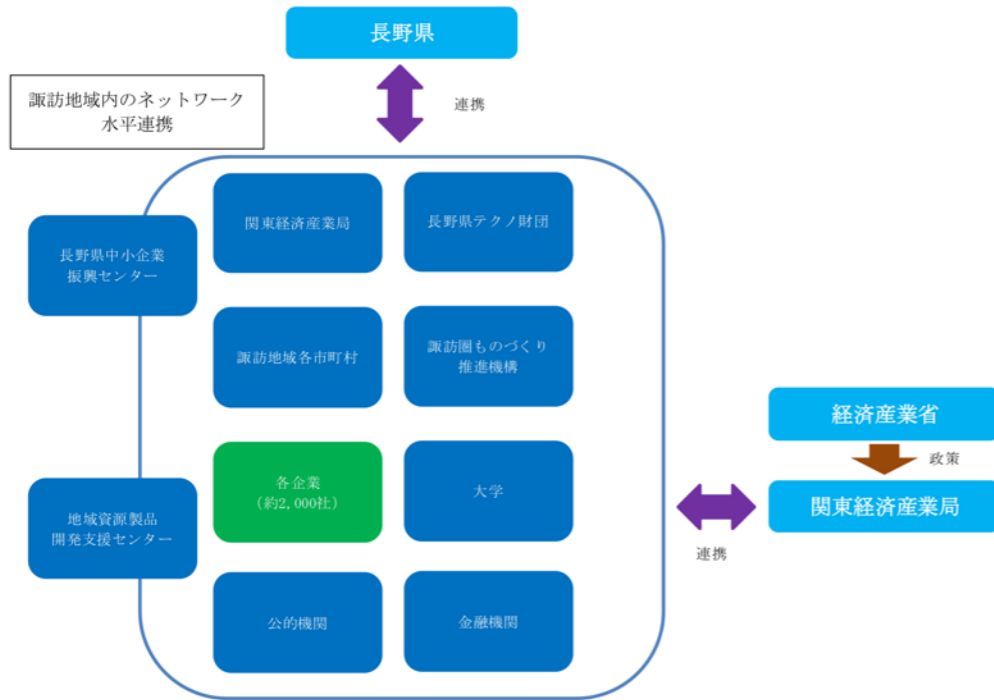 長野県
諏訪地域内のネットワーク
水平連携
連携
関東経済産業局
長野県テクノ財団
長野県中小企業
振興センター
諏訪地域各市町村
諏訪圏ものづくり
推進機構
経済産業省
政策
各企業
(約2,000社)
大学
関東経済産業局
地域資源製品
開発支援センター
連携
公的機関
金融機関